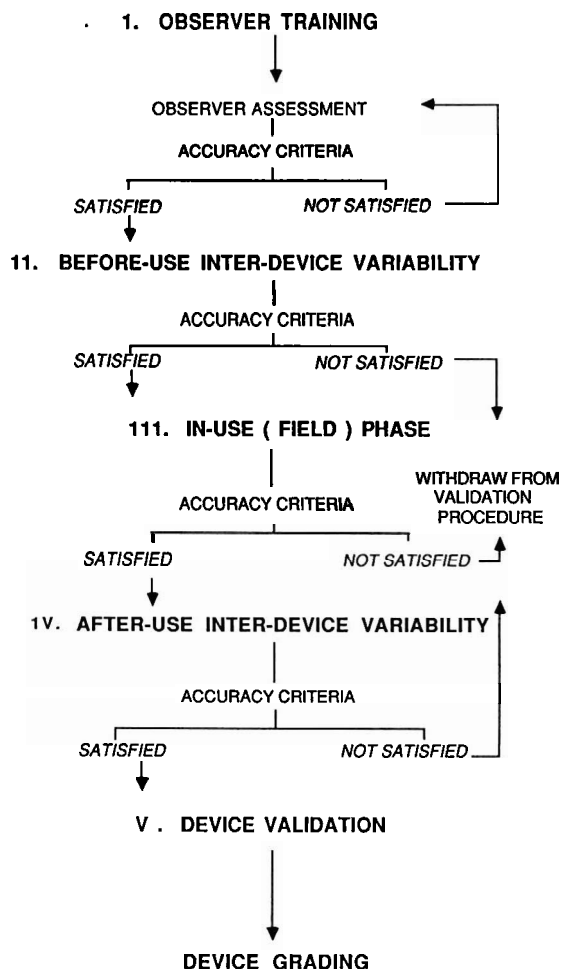 1. OBSERVER TRAINING
OBSERVER ASSESSMENT
ACCURACY CRITERIA
SATISFIED NOT SATISFIED
11. BEFORE-USE INTER-DEVICE VARIABILITY
ACCURACY CRITERIA
SATISFIED NOT SATISFIED
111. IN-USE ( FIELD ) PHASE
WITHDRAW FROM
VALIDATION
PROCEDURE
ACCURACY CRITERIA
SATISFIED NOT SATISFIED
1V. AFTER-USE INTER-DEVICE VARIABILITY
ACCURACY CRITERIA
SATISFIED NOT SATISFIED
V . DEVICE VALIDATION
DEVICE GRADING